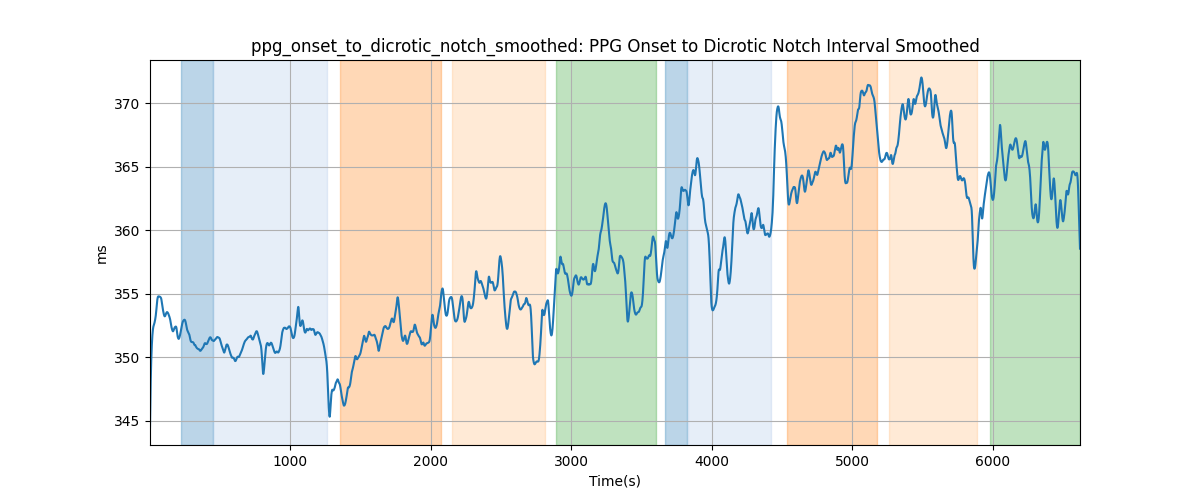 ppg_onset_to_dicrotic_notch_smoothed: PPG Onset to Dicrotic Notch Interval Smoothed
370
365
360
355
350
345
ms
1000 2000 3000 4000 5000 6000
Time(s)